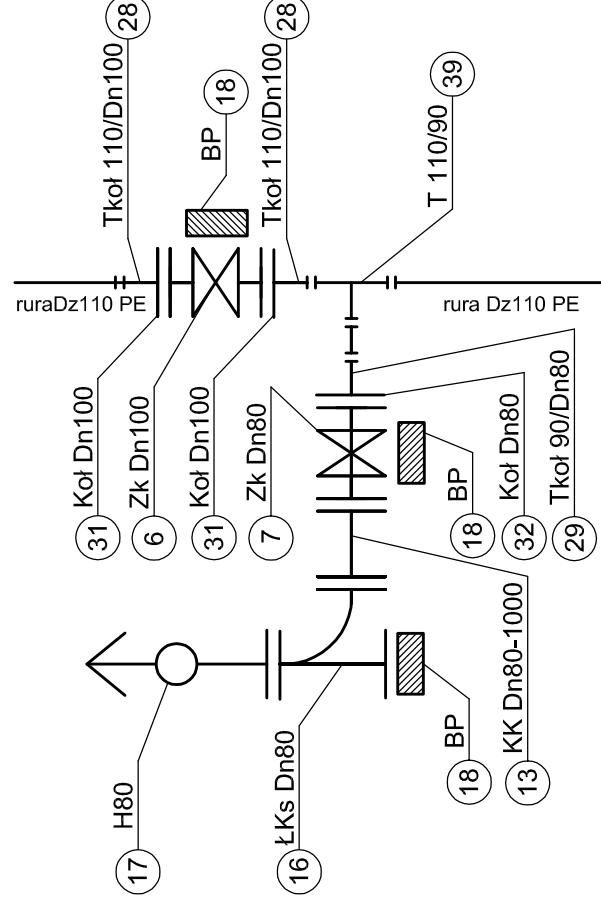 28
Tkoł 110/Dn100
18
BP
28
Tkoł 110/Dn100
39
T 110/90
ruraDz110 PE
rura Dz110 PE
31
Koł Dn100
6
Zk Dn100
31
Koł Dn100
7
Zk Dn80
18
BP
32
Koł Dn80
29
Tkoł 90/Dn80
17
H80
16
ŁKs Dn80
18
BP
13
KK Dn80-1000